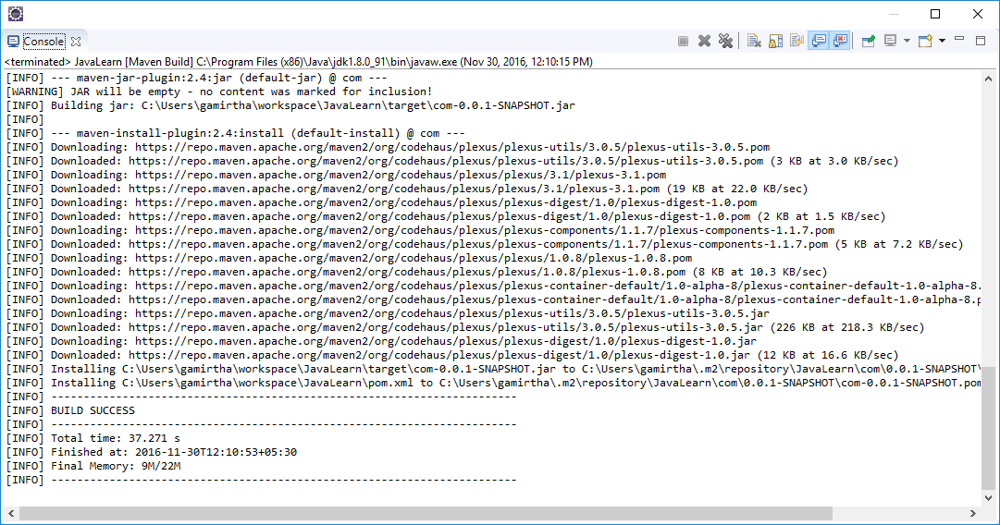 Console
<terminated> JavaLearn [Maven Build] C:\Program Files (x86)\Java\jdk1.8.0_91\bin\javaw.exe (Nov 30, 2016, 12:10:15 PM)
[INFO] --- maven-jar-plugin:2.4:jar (default-jar) @ com ---
[WARNING] JAR will be empty - no content was marked for inclusion!
[INFO] Building jar: C:\Users\gamirtha\workspace\JavaLearn\target\com-0.0.1-SNAPSHOT.jar
[INFO]
[INFO] --- maven-install-plugin:2.4:install (default-install) @ com ---
[INFO] Downloading: https://repo.maven.apache.org/maven2/org/codehaus/plexus/plexus-utils/3.0.5/plexus-utils-3.0.5.pom
[INFO] Downloaded: https://repo.maven.apache.org/maven2/org/codehaus/plexus/plexus-utils/3.0.5/plexus-utils-3.0.5.pom (3 KB at 3.0 KB/sec)
[INFO] Downloading: https://repo.maven.apache.org/maven2/org/codehaus/plexus/plexus/3.1/plexus-3.1.pom
[INFO] Downloaded: https://repo.maven.apache.org/maven2/org/codehaus/plexus/plexus/3.1/plexus-3.1.pom (19 KB at 22.0 KB/sec)
[INFO] Downloading: https://repo.maven.apache.org/maven2/org/codehaus/plexus/plexus-digest/1.0/plexus-digest-1.0.pom
[INFO] Downloaded: https://repo.maven.apache.org/maven2/org/codehaus/plexus/plexus-digest/1.0/plexus-digest-1.0.pom (2 KB at 1.5 KB/sec)
[INFO] Downloading: https://repo.maven.apache.org/maven2/org/codehaus/plexus/plexus-components/1.1.7/plexus-components-1.1.7.pom
[INFO] Downloaded: https://repo.maven.apache.org/maven2/org/codehaus/plexus/plexus-components/1.1.7/plexus-components-1.1.7.pom (5 KB at 7.2 KB/sec)
[INFO] Downloading: https://repo.maven.apache.org/maven2/org/codehaus/plexus/plexus/1.0.8/plexus-1.0.8.pom
[INFO] Downloaded: https://repo.maven.apache.org/maven2/org/codehaus/plexus/plexus/1.0.8/plexus-1.0.8.pom (8 KB at 10.3 KB/sec)
[INFO] Downloading: https://repo.maven.apache.org/maven2/org/codehaus/plexus/plexus-container-default/1.0-alpha-8/plexus-container-default-1.0-alpha-8.
[INFO] Downloaded: https://repo.maven.apache.org/maven2/org/codehaus/plexus/plexus-container-default/1.0-alpha-8/plexus-container-default-1.0-alpha-8.p
[INFO] Downloading: https://repo.maven.apache.org/maven2/org/codehaus/plexus/plexus-utils/3.0.5/plexus-utils-3.0.5.jar
[INFO] Downloaded: https://repo.maven.apache.org/maven2/org/codehaus/plexus/plexus-utils/3.0.5/plexus-utils-3.0.5.jar (226 KB at 218.3 KB/sec)
[INFO] Downloading: https://repo.maven.apache.org/maven2/org/codehaus/plexus/plexus-digest/1.0/plexus-digest-1.0.jar
[INFO] Downloaded: https://repo.maven.apache.org/maven2/org/codehaus/plexus/plexus-digest/1.0/plexus-digest-1.0.jar (12 KB at 16.6 KB/sec)
[INFO] Installing C:\Users\gamirtha\workspace\JavaLearn\target\com-0.0.1-SNAPSHOT.jar to C:\Users\gamirtha\.m2\repository\JavaLearn\com\0.0.1-SNAPSHOT\
[INFO] Installing C:\Users\gamirtha\workspace\JavaLearn\pom.xml to C:\Users\gamirtha\.m2\repository\JavaLearn\com\0.0.1-SNAPSHOT\com-0.0.1-SNAPSHOT.pom
[INFO] ------------------------------------------------------------------------
[INFO] BUILD SUCCESS
[INFO] ------------------------------------------------------------------------
[INFO] Total time: 37.271 s
[INFO] Finished at: 2016-11-30T12:10:53+05:30
[INFO] Final Memory: 9M/22M
[INFO] ------------------------------------------------------------------------